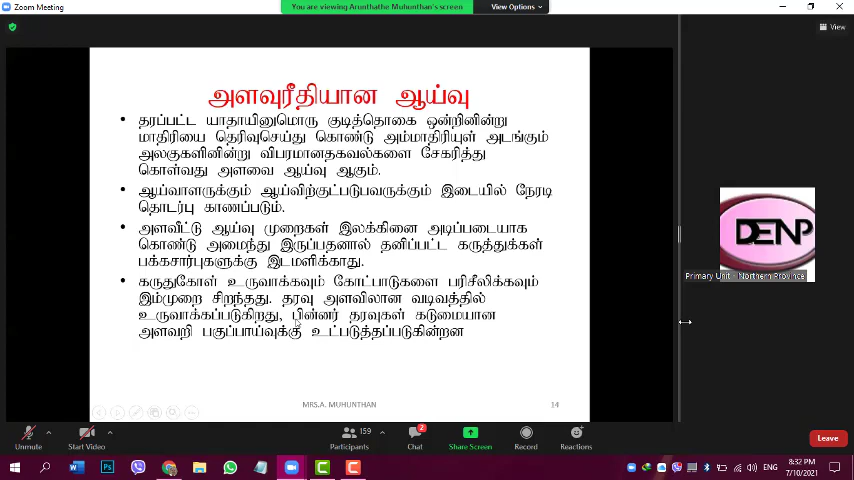 Zoom Meeting
You are viewing Arunthathe Muhunthan's screen
View Options
View
அளவுரீதியான ஆய்வு
• தரப்பட்ட யாதாயினுமொரு குடித்தொகை ஒன்றினின்று
மாதிரியை தெரிவுசெய்து கொண்டு அம்மாதிரியுள் அடங்கும்
அலகுகளினின்று விபரமானதகவல்களை சேகரித்து
கொள்வது அளவை ஆய்வு ஆகும்.
• ஆய்வாளருக்கும் ஆய்விற்குட்படுபவருக்கும் இடையில் நேரடி
தொடர்பு காணப்படும்.
• அளவீட்டு ஆய்வு முறைகள் இலக்கினை அடிப்படையாக
கொண்டு அமைந்து இருப்பதனால் தனிப்பட்ட கருத்துக்கள்
பக்கசார்புகளுக்கு இடமளிக்காது.
• கருதுகோள் உருவாக்கவும் கோட்பாடுகளை பரிசீலிக்கவும்
இம்முறை சிறந்தது. தரவு அளவிலான வடிவத்தில்
உருவாக்கப்படுகிறது, பின்னர் தரவுகள் கடுமையான
அளவறி பகுப்பாய்வுக்கு உட்படுத்தப்படுகின்றன
MRS.A. MUHUNTHAN
14
DENP
Primary Unit - Northern Province
Unmute
Start Video
159
Participants
2
Chat
Share Screen
Record
Reactions
Leave
ENG
8:32 PM
7/10/2021